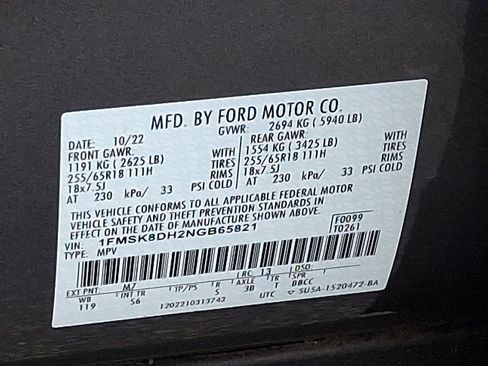 MFD. BY FORD MOTOR CO.
DATE: 10/22 GVWR: 2694 KG ( 5940 LB)
FRONT GAWR: WITH REAR GAWR: WITH
1191 KG ( 2625 LB) TIRES 1554 KG ( 3425 LB) TIRES
255/65R18 111H RIMS 255/65R18 111H RIMS
18x7.5J 18x7.5J
AT 230 kPa/ 33 PSI COLD AT 230 kPa/ 33 PSI COLD
THIS VEHICLE CONFORMS TO ALL APPLICABLE FEDERAL MOTOR
VEHICLE SAFETY AND THEFT PREVENTION STANDARDS IN
EFFECT ON THE DATE OF MANUFACTURE SHOWN ABOVE.
VIN: 1FMSK8DH2NGB65821 F0099
TYPE: MPV T0261
EXT PNT: M7 RC: 13 DSO:
WB INT TR TP/PS R AXLE TR SPR
119 S6 S 3B T BBCC
1202210313743 UTC 5USA-1520472-BA